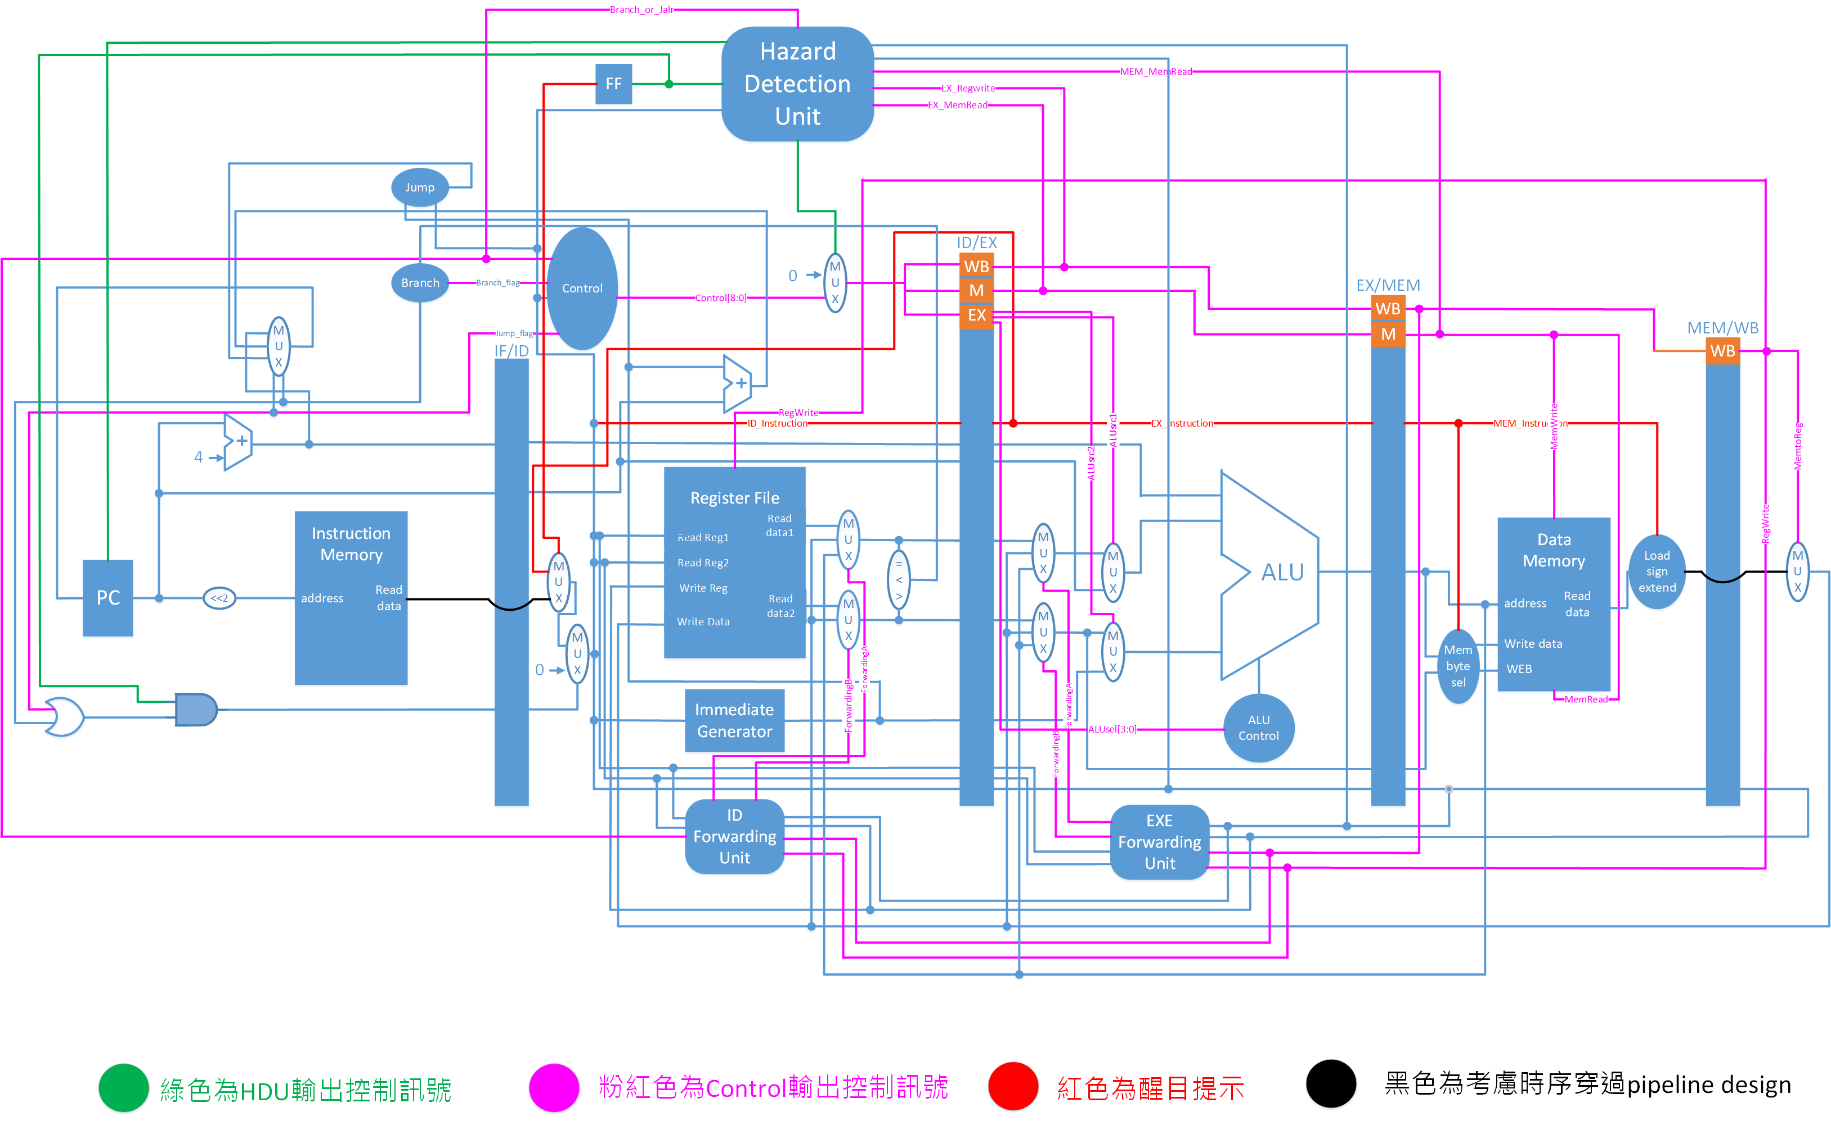 Branch_or_Jalr
Hazard
Detection
Unit
FF
MEM_MemRead
EX_Regwrite
EX_MemRead
Jump
Branch
Branch_flag
Control
Control[8:0]
Jump_flag
0
M
U
X
ID/EX
WB
M
EX
EX/MEM
WB
M
MEM/WB
WB
IF/ID
M
U
X
+
4
+
RegWrite
ID_Instruction
EX_Instruction
MEM_Instruction
ALUsrc1
ALUsrc2
MemWrite
MemtoReg
RegWrite
PC
<<2
Instruction
Memory
address
Read
data
M
U
X
M
U
X
0
Register File
Read Reg1
Read Reg2
Write Reg
Write Data
Read
data1
Read
data2
M
U
X
M
U
X
=
<
>
M
U
X
M
U
X
M
U
X
M
U
X
ALU
ALU
Control
ALUsel[3:0]
Data
Memory
address
Read
data
Write data
WEB
MemRead
Mem
byte
sel
Load
sign
extend
M
U
X
Immediate
Generator
ForwardingB
ForwardingA
ForwardingB
ForwardingA
ID
Forwarding
Unit
EXE
Forwarding
Unit
綠色為HDU輸出控制訊號
粉紅色為Control輸出控制訊號
紅色為醒目提示
黑色為考慮時序穿過pipeline design